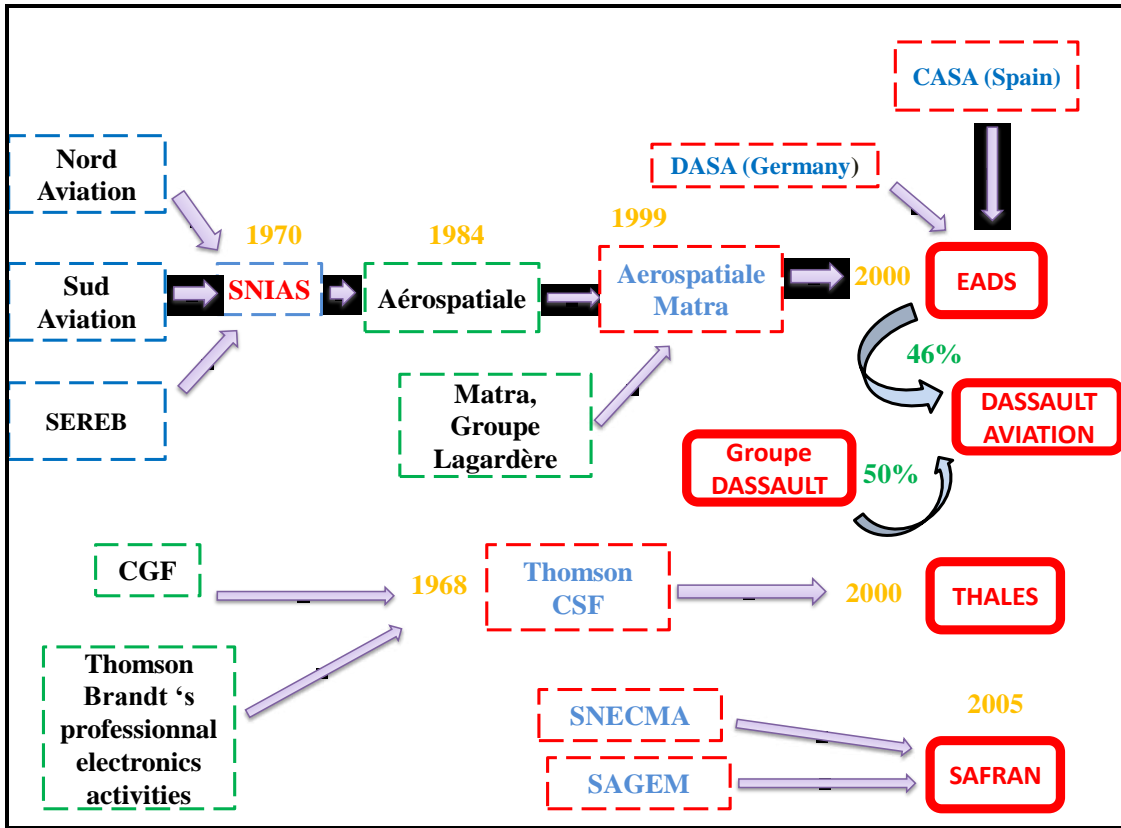 CASA (Spain)
Nord
Aviation
DASA (Germany)
1970
1984
1999
Sud
Aviation
SNIAS
Aérospatiale
Aerospatiale
Matra
2000
EADS
46%
SEREB
Matra,
Groupe
Lagardère
DASSAULT
AVIATION
Groupe
DASSAULT
50%
CGF
1968
Thomson
CSF
2000
THALES
Thomson
Brandt ‘s
professionnal
electronics
activities
SNECMA
2005
SAGEM
SAFRAN